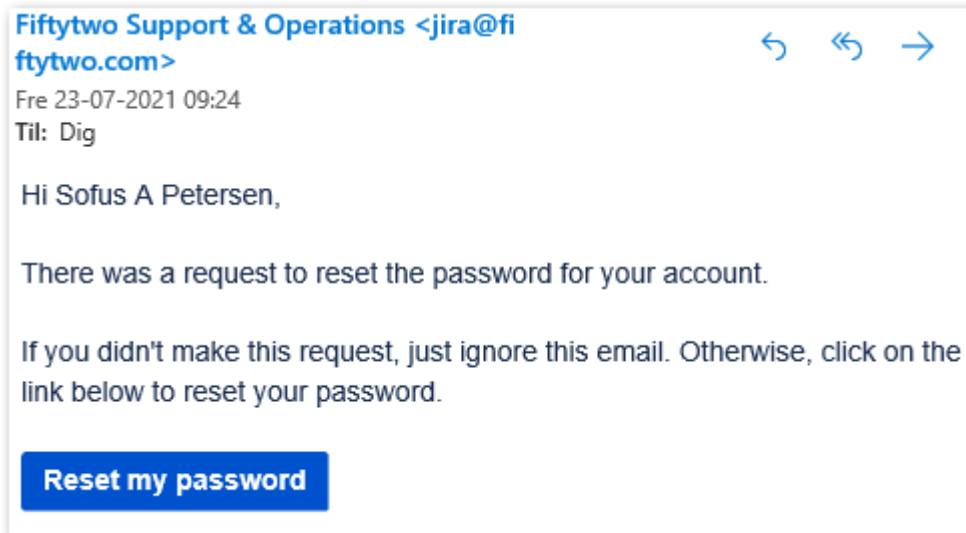 Fiftytwo Support & Operations <jira@fi
ftytwo.com>
Fre 23-07-2021 09:24
Til: Dig
Hi Sofus A Petersen,
There was a request to reset the password for your account.
If you didn't make this request, just ignore this email. Otherwise, click on the
link below to reset your password.
Reset my password